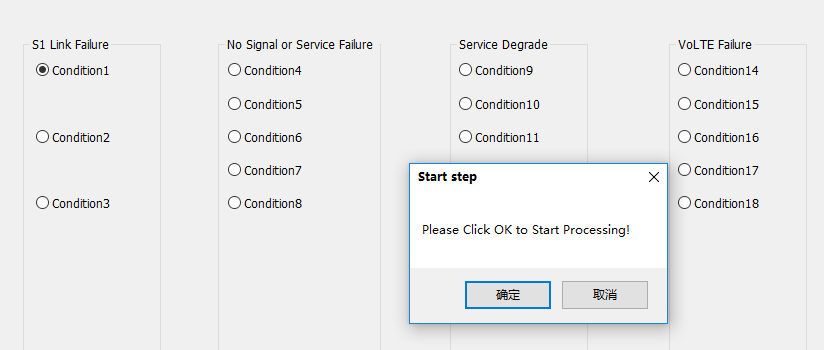 S1 Link Failure
Condition1
Condition2
Condition3
No Signal or Service Failure
Condition4
Condition5
Condition6
Condition7
Condition8
Service Degrade
Condition9
Condition10
Condition11
VoLTE Failure
Condition14
Condition15
Condition16
Condition17
Condition18
Start step
Please Click OK to Start Processing!
确定
取消